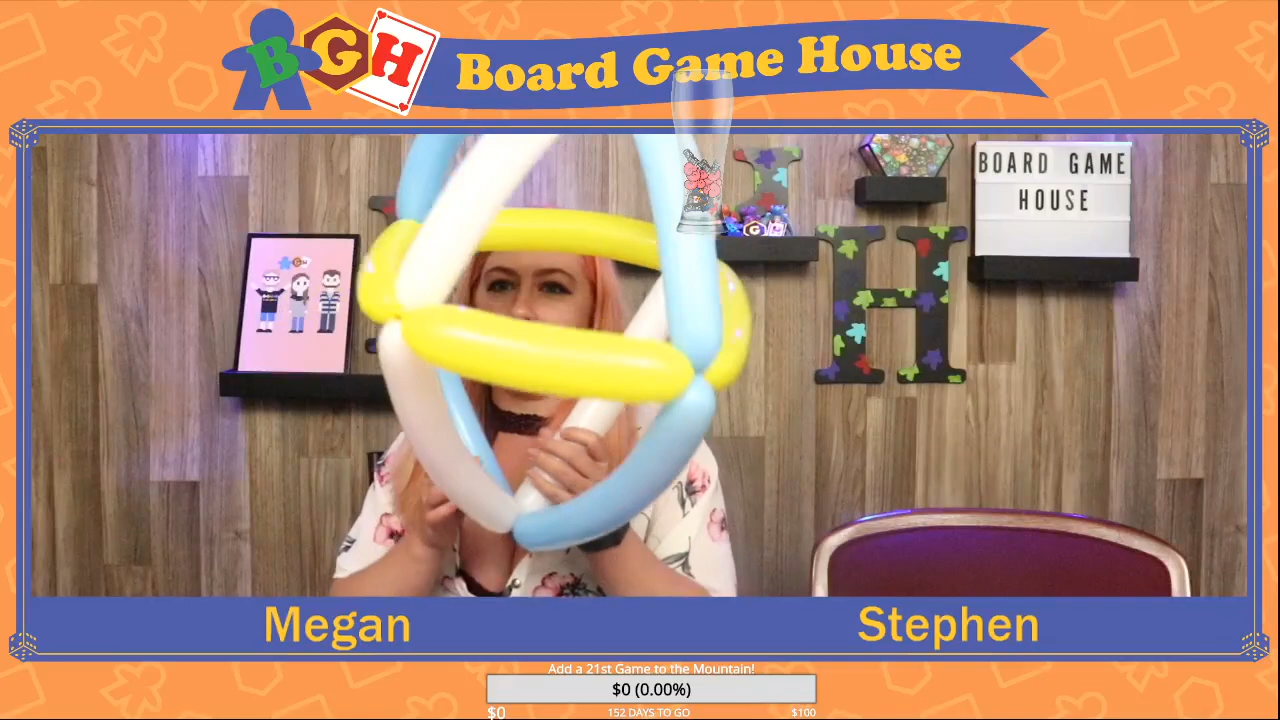 BGH Board Game House
BOARD GAME
HOUSE
H
Megan
Stephen
Add a 21st Game to the Mountain!
$0 (0.00%)
$0 152 DAYS TO GO $100